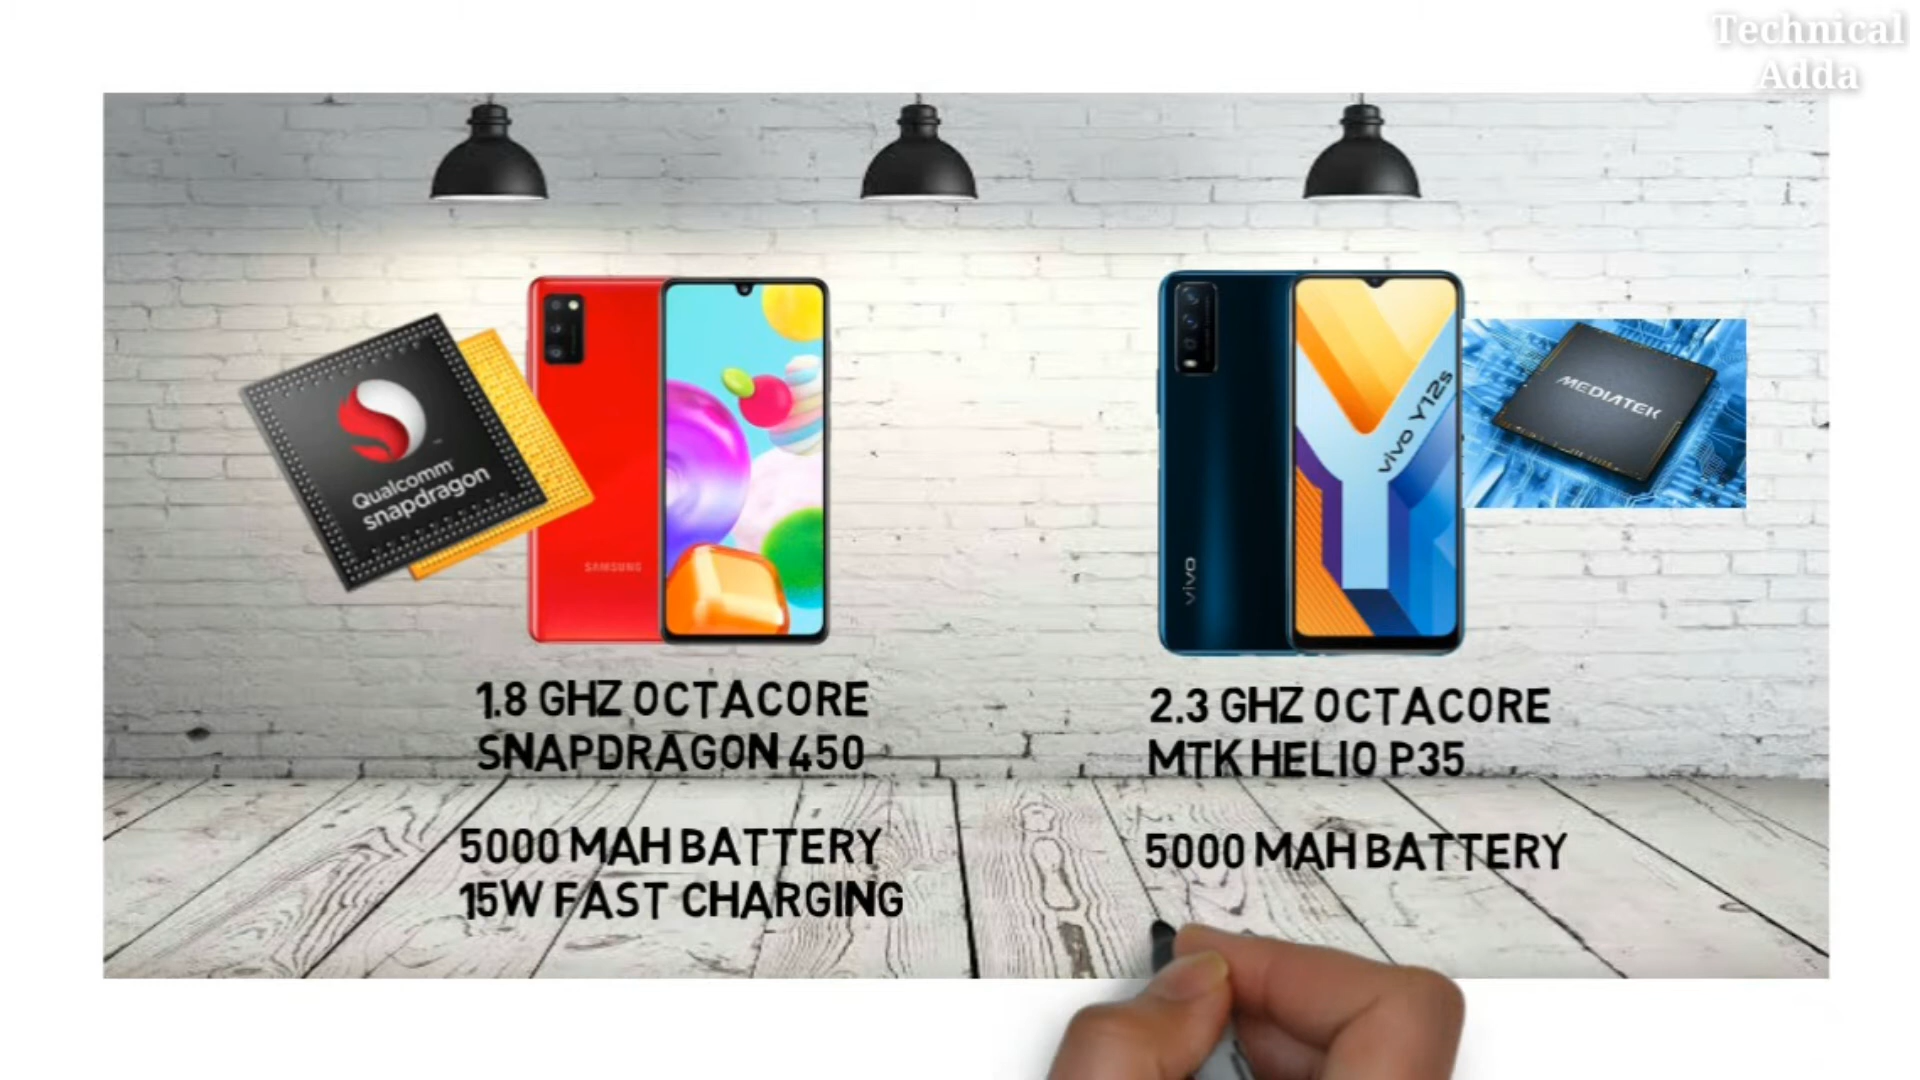 Technical
Adda
Qualcomm
snapdragon
SAMSUNG
vivo
vivo Y12s
MEDIATEK
1.8 GHZ OCTACORE
SNAPDRAGON 450
2.3 GHZ OCTACORE
MTK HELIO P35
5000 MAH BATTERY
15W FAST CHARGING
5000 MAH BATTERY